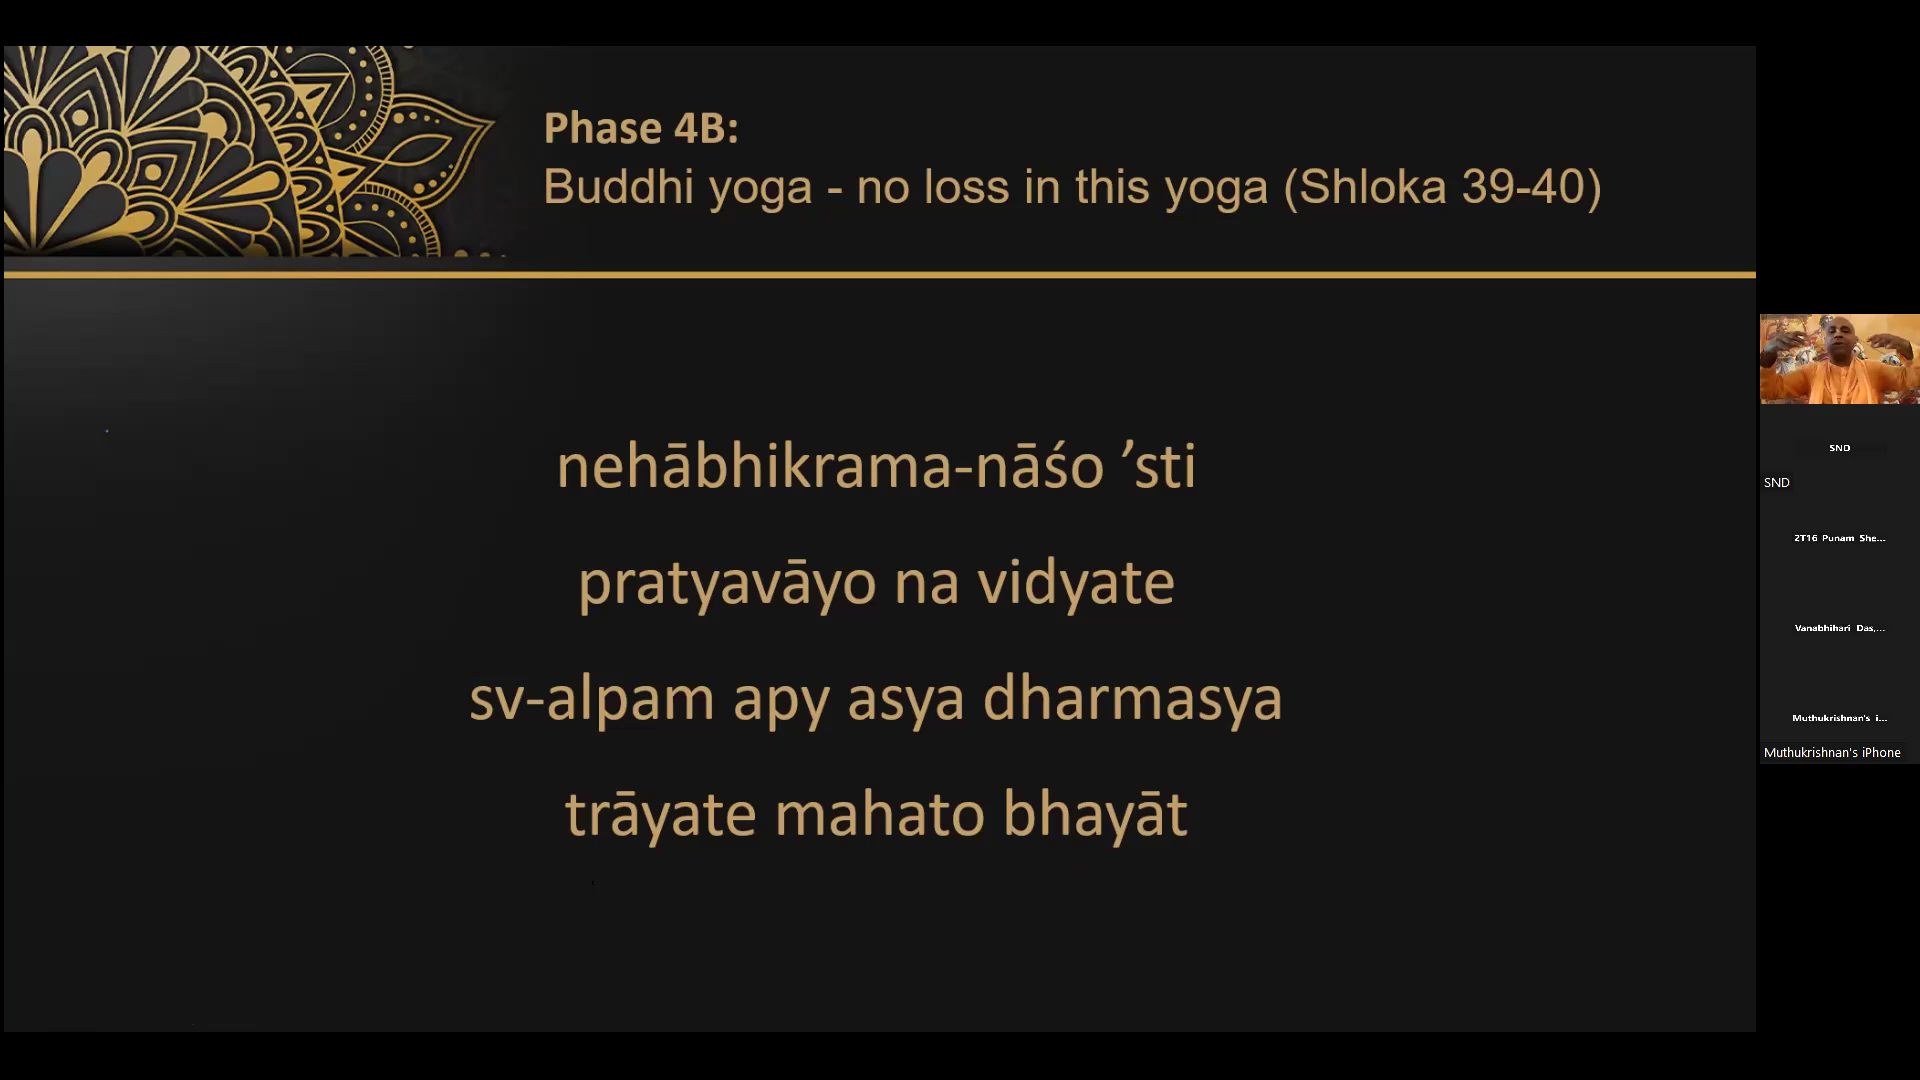 Phase 4B:
Buddhi yoga - no loss in this yoga (Shloka 39-40)
nehābhikrama-nāśo ’sti
pratyavāyo na vidyate
sv-alpam apy asya dharmasya
trāyate mahato bhayāt
SND
SND
2T16 Punam She...
Vanabhihari Das,...
Muthukrishnan's i...
Muthukrishnan's iPhone